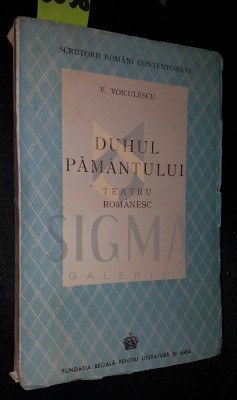 SCRIITORII ROMÂNI CONTEMPORANI
V. VOICULESCU
DUHUL
PĂMÂNTULUI
TEATRU
ROMÂNESC
SIGMA
GALERIE
FUNDAȚIA REGALĂ PENTRU LITERATURĂ ȘI ARTĂ